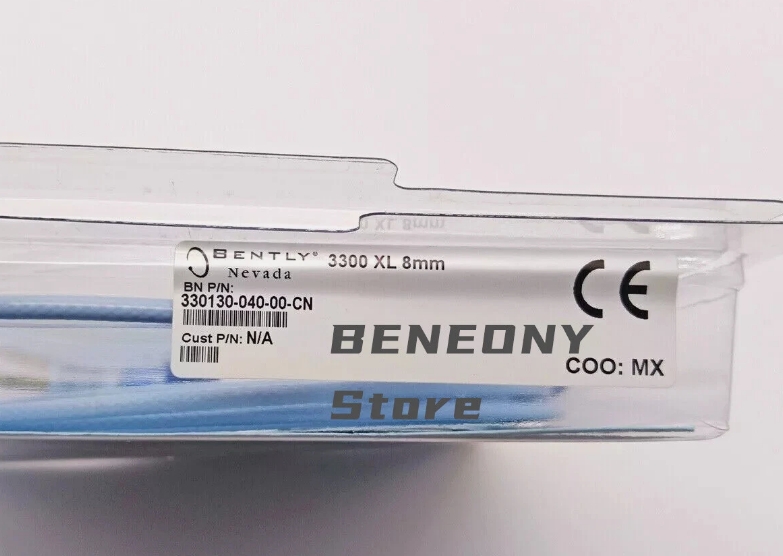 BENTLY® 3300 XL 8mm
Nevada
BN P/N:
330130-040-00-CN
Cust P/N: N/A
CE
COO: MX
BENEONY
Store